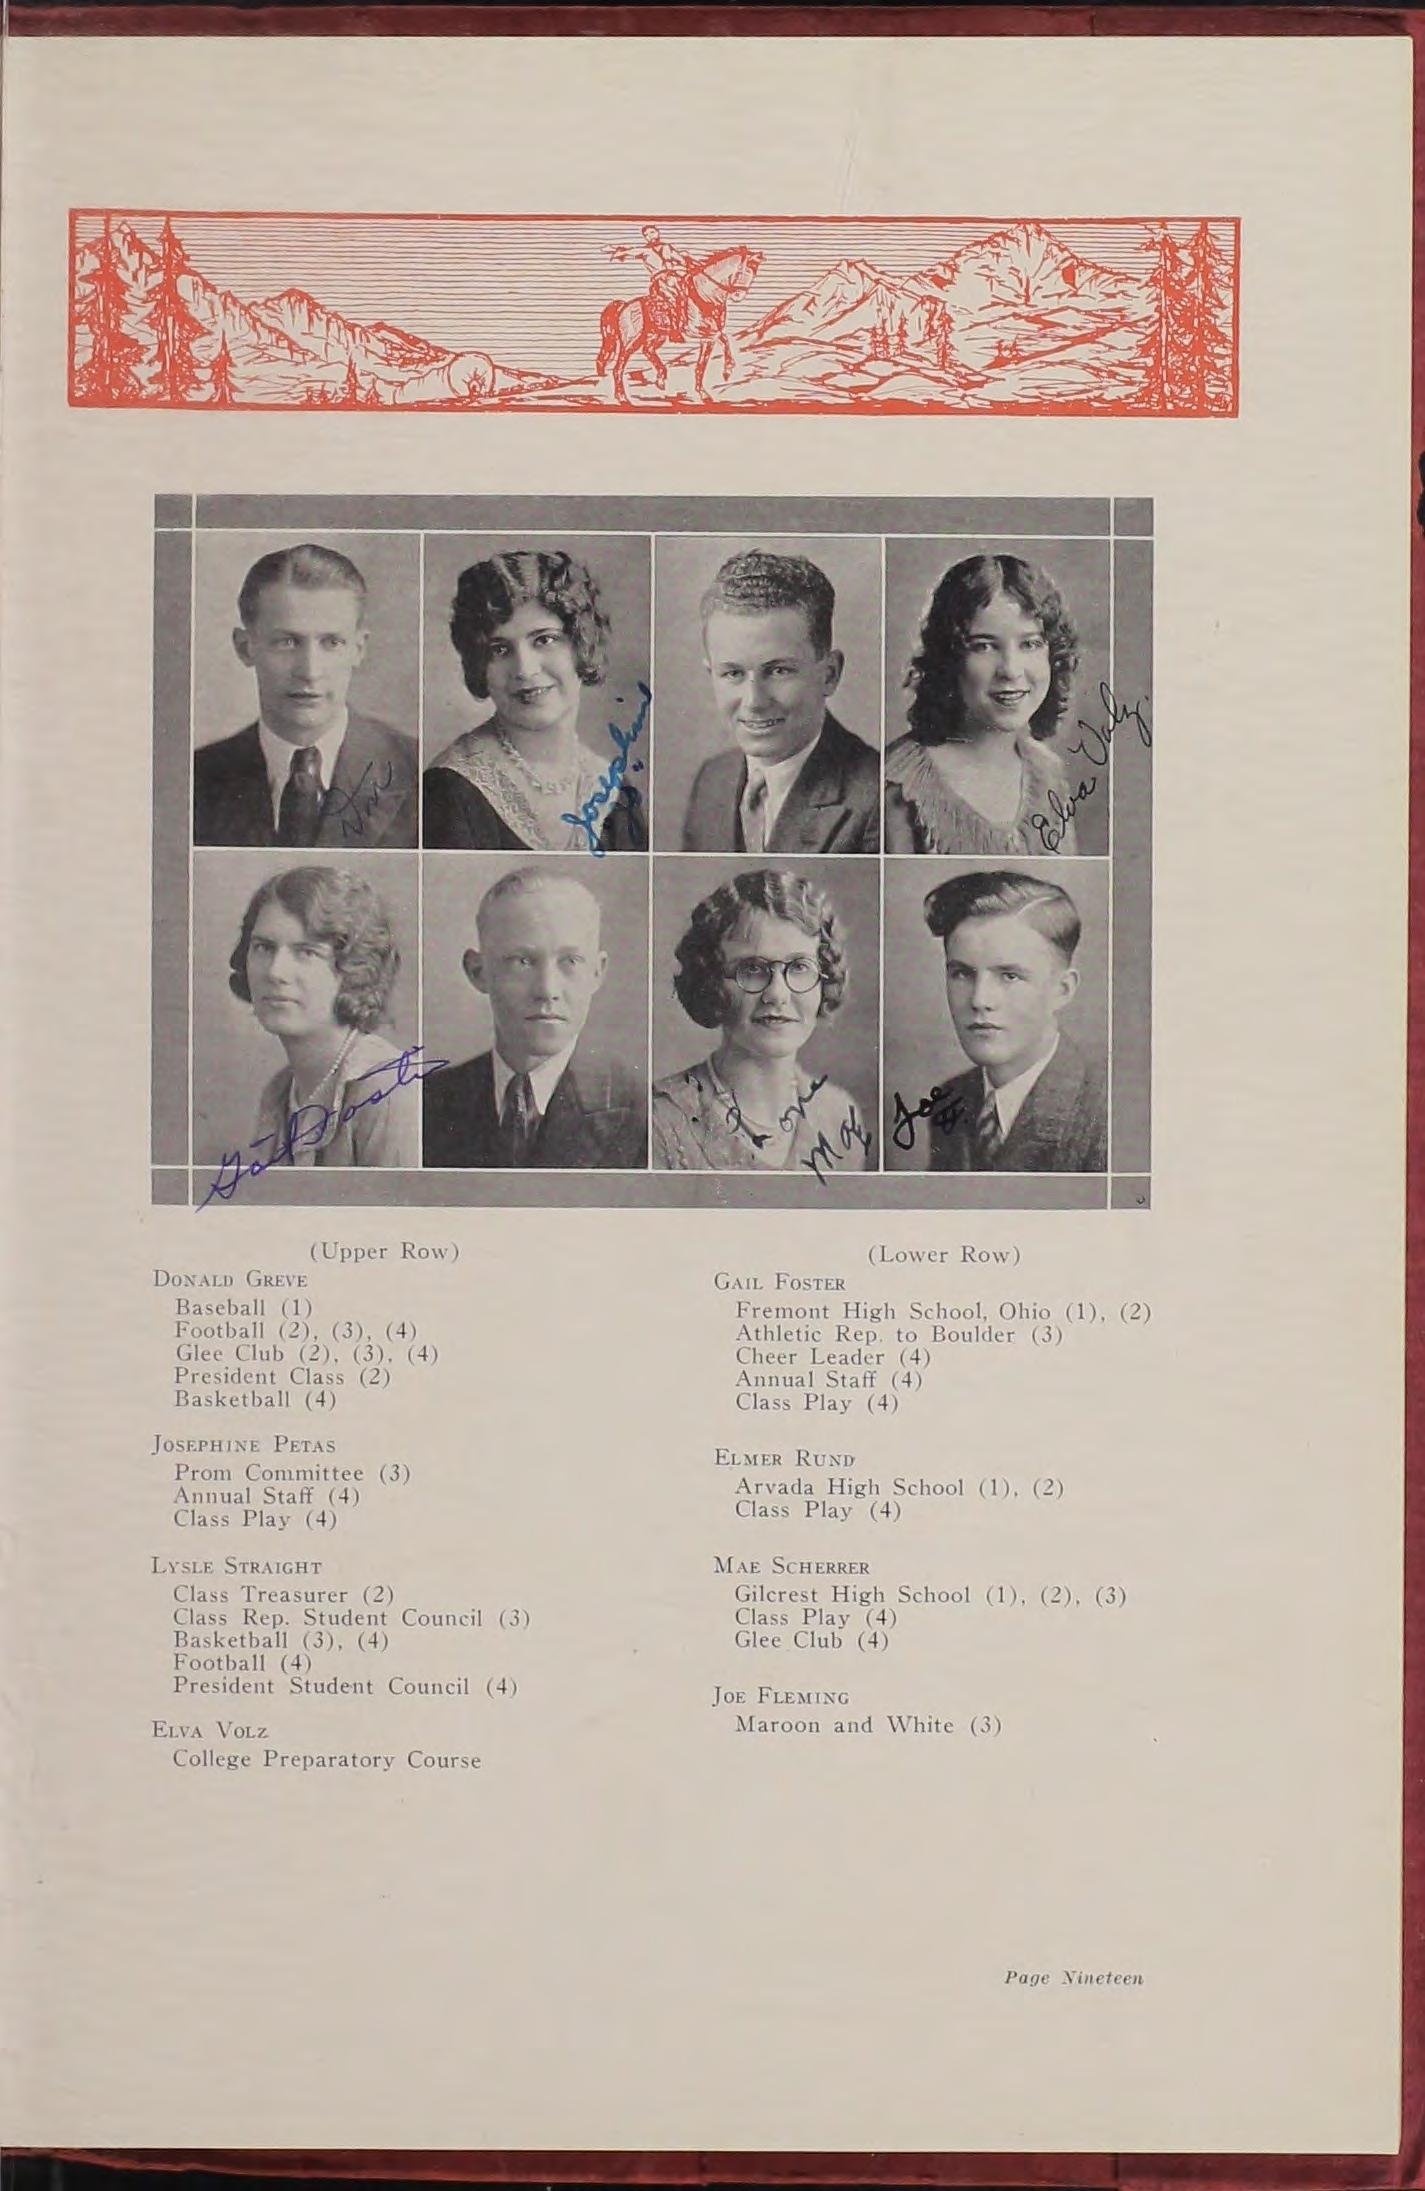 Don
Josephine
"Jo"
Elva Volz.
Gail Foster
Love
Mae
Joe
F.
(Upper Row)
DONALD GREVE
Baseball (1)
Football (2), (3), (4)
Glee Club (2), (3), (4)
President Class (2)
Basketball (4)
JOSEPHINE PETAS
Prom Committee (3)
Annual Staff (4)
Class Play (4)
LYSLE STRAIGHT
Class Treasurer (2)
Class Rep. Student Council (3)
Basketball (3), (4)
Football (4)
President Student Council (4)
ELVA VOLZ
College Preparatory Course
(Lower Row)
GAIL FOSTER
Fremont High School, Ohio (1), (2)
Athletic Rep. to Boulder (3)
Cheer Leader (4)
Annual Staff (4)
Class Play (4)
ELMER RUND
Arvada High School (1), (2)
Class Play (4)
MAE SCHERRER
Gilcrest High School (1), (2), (3)
Class Play (4)
Glee Club (4)
JOE FLEMING
Maroon and White (3)
Page Nineteen